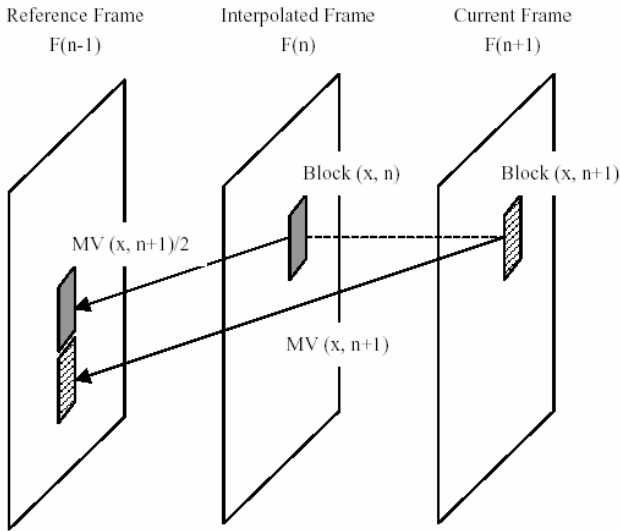 Reference Frame
F(n-1)
Interpolated Frame
F(n)
Current Frame
F(n+1)
Block (x, n)
Block (x, n+1)
MV (x, n+1)/2
MV (x, n+1)